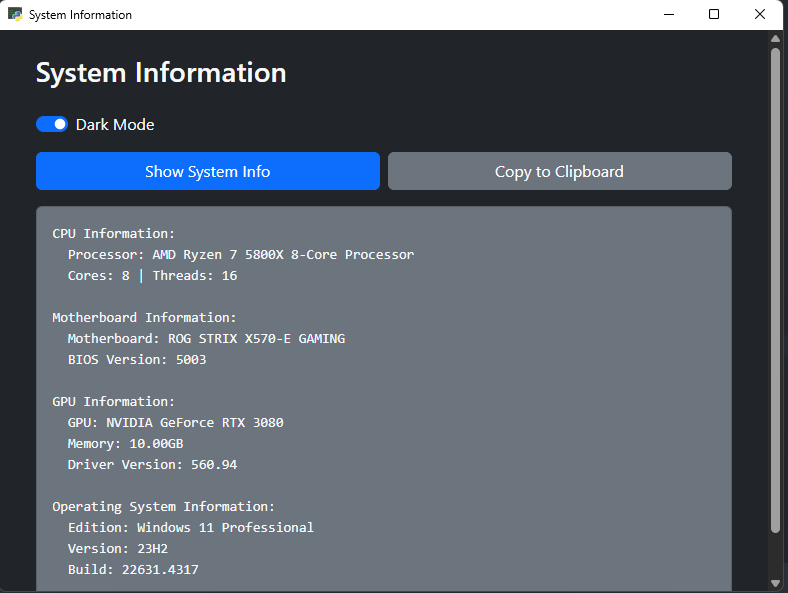 System Information
System Information
Dark Mode
Show System Info
Copy to Clipboard
CPU Information:
Processor: AMD Ryzen 7 5800X 8-Core Processor
Cores: 8 | Threads: 16
Motherboard Information:
Motherboard: ROG STRIX X570-E GAMING
BIOS Version: 5003
GPU Information:
GPU: NVIDIA GeForce RTX 3080
Memory: 10.00GB
Driver Version: 560.94
Operating System Information:
Edition: Windows 11 Professional
Version: 23H2
Build: 22631.4317